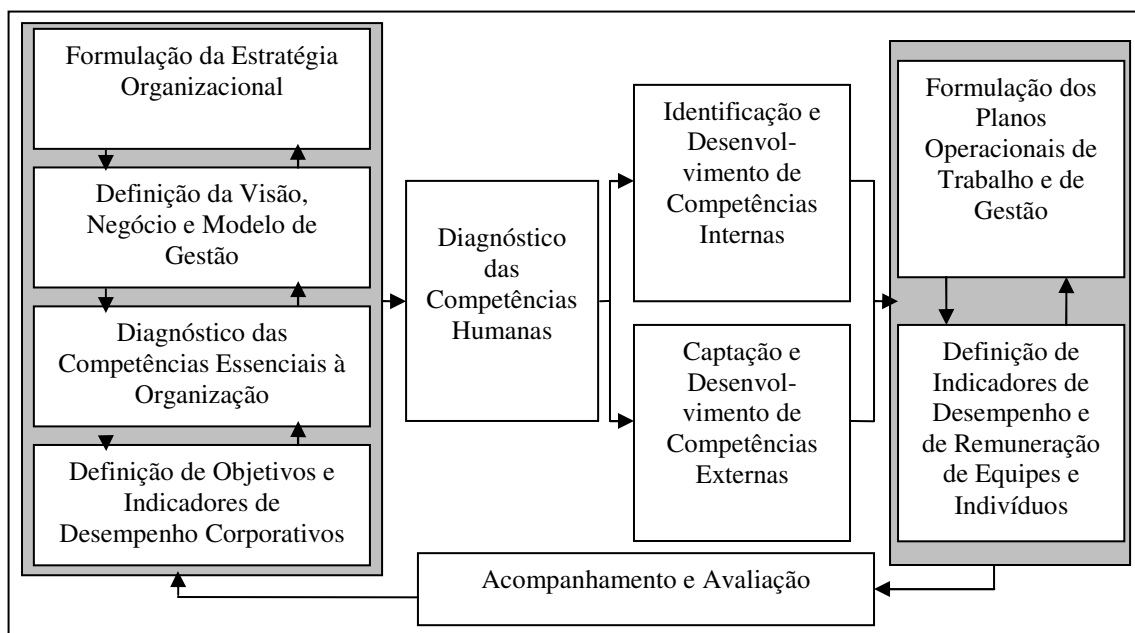 Formulação da Estratégia
Organizacional
Definição da Visão,
Negócio e Modelo de
Gestão
Diagnóstico das
Competências Essenciais à
Organização
Definição de Objetivos e
Indicadores de
Desempenho Corporativos
Diagnóstico
das
Competências
Humanas
Identificação e
Desenvol-
vimento de
Competências
Internas
Captação e
Desenvol-
vimento de
Competências
Externas
Formulação dos
Planos
Operacionais de
Trabalho e de
Gestão
Definição de
Indicadores de
Desempenho e
de Remuneração
de Equipes e
Indivíduos
Acompanhamento e Avaliação